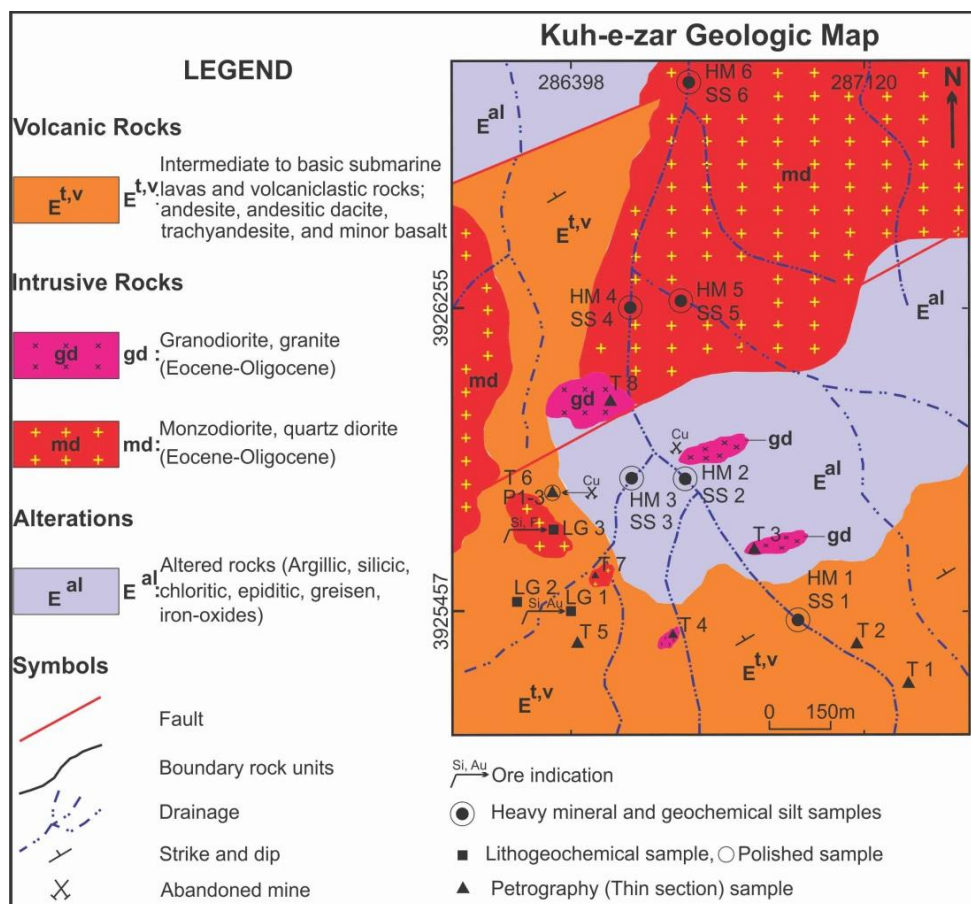 Kuh-e-zar Geologic Map
LEGEND
Volcanic Rocks
E t,v
E t,v: Intermediate to basic submarine
lavas and volcaniclastic rocks;
andesite, andesitic dacite,
trachyandesite, and minor basalt
Intrusive Rocks
gd
gd : Granodiorite, granite
(Eocene-Oligocene)
md
md : Monzodiorite, quartz diorite
(Eocene-Oligocene)
Alterations
E al
E al: Altered rocks (Argillic, silicic,
chloritic, epiditic, greisen,
iron-oxides)
Symbols
Fault
Boundary rock units
Drainage
Strike and dip
Abandoned mine
Si, Au
Ore indication
Heavy mineral and geochemical silt samples
Lithogeochemical sample, Polished sample
Petrography (Thin section) sample
286398
287120
N
3926255
3925457
E al
HM 6
SS 6
md
E t,v
HM 4
SS 4
HM 5
SS 5
E al
md
gd
T 8
Cu
gd
T 6
P1-3
Cu
HM 3
SS 3
HM 2
SS 2
E al
Si, F
LG 3
T 3
gd
T 7
HM 1
SS 1
LG 2
Si, Au
LG 1
T 5
T 4
T 2
E t,v
E t,v
T 1
0 150m